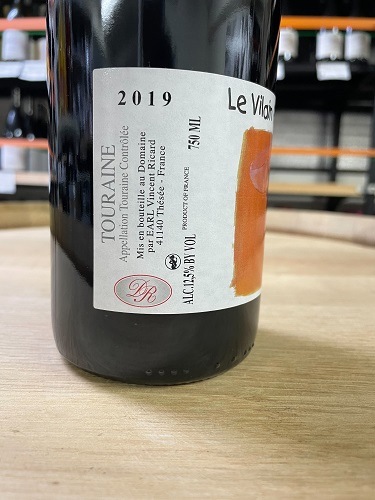 2019
Le Vilain
TOURAINE
Appellation Touraine Contrôlée
Mis en bouteille au Domaine
par EARL Vincent Ricard
41140 Thésée - France
PRODUCT OF FRANCE
750 ML
ALC.12,5% BY VOL
DR